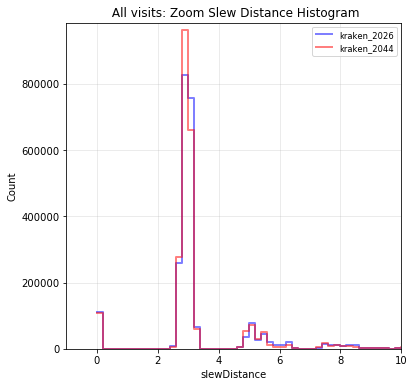 All visits: Zoom Slew Distance Histogram
kraken_2026
kraken_2044
800000
600000
400000
200000
0
Count
0 2 4 6 8 10
slewDistance